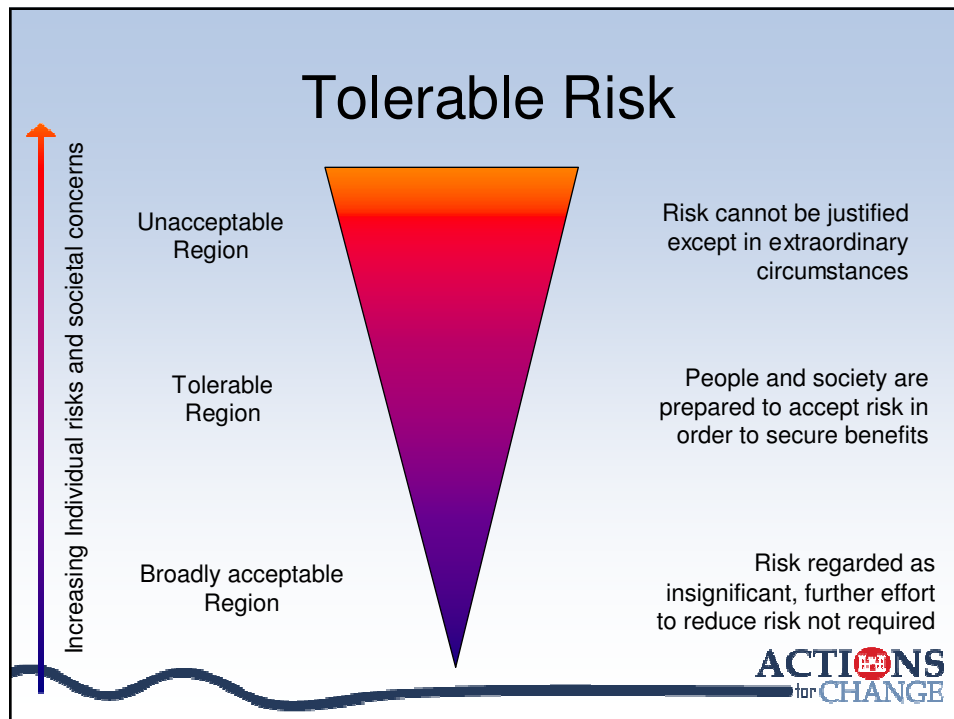 Tolerable Risk
Increasing Individual risks and societal concerns
Unacceptable
Region
Risk cannot be justified
except in extraordinary
circumstances
Tolerable
Region
People and society are
prepared to accept risk in
order to secure benefits
Broadly acceptable
Region
Risk regarded as
insignificant, further effort
to reduce risk not required
ACTIONS
for CHANGE